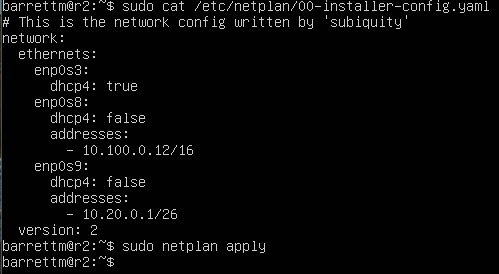 barrettm@r2:~$ sudo cat /etc/netplan/00-installer-config.yaml
# This is the network config written by 'subiquity'
network:
  ethernets:
    enp0s3:
      dhcp4: true
    enp0s8:
      dhcp4: false
      addresses:
        - 10.100.0.12/16
    enp0s9:
      dhcp4: false
      addresses:
        - 10.20.0.1/26
  version: 2
barrettm@r2:~$ sudo netplan apply
barrettm@r2:~$